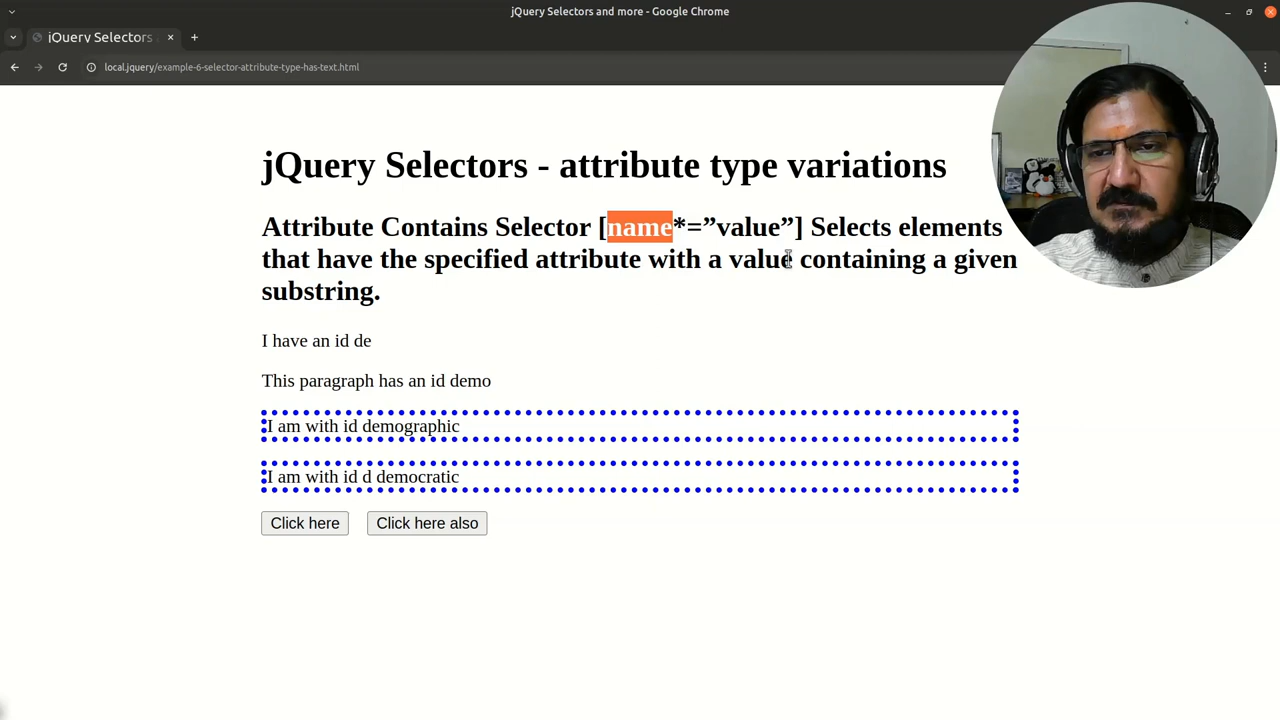 jQuery Selectors and more - Google Chrome
jQuery Selectors
local.jquery/example-6-selector-attribute-type-has-text.html
jQuery Selectors - attribute type variations
Attribute Contains Selector [name*=”value”] Selects elements
that have the specified attribute with a value containing a given
substring.
I have an id de
This paragraph has an id demo
I am with id demographic
I am with id d democratic
Click here
Click here also